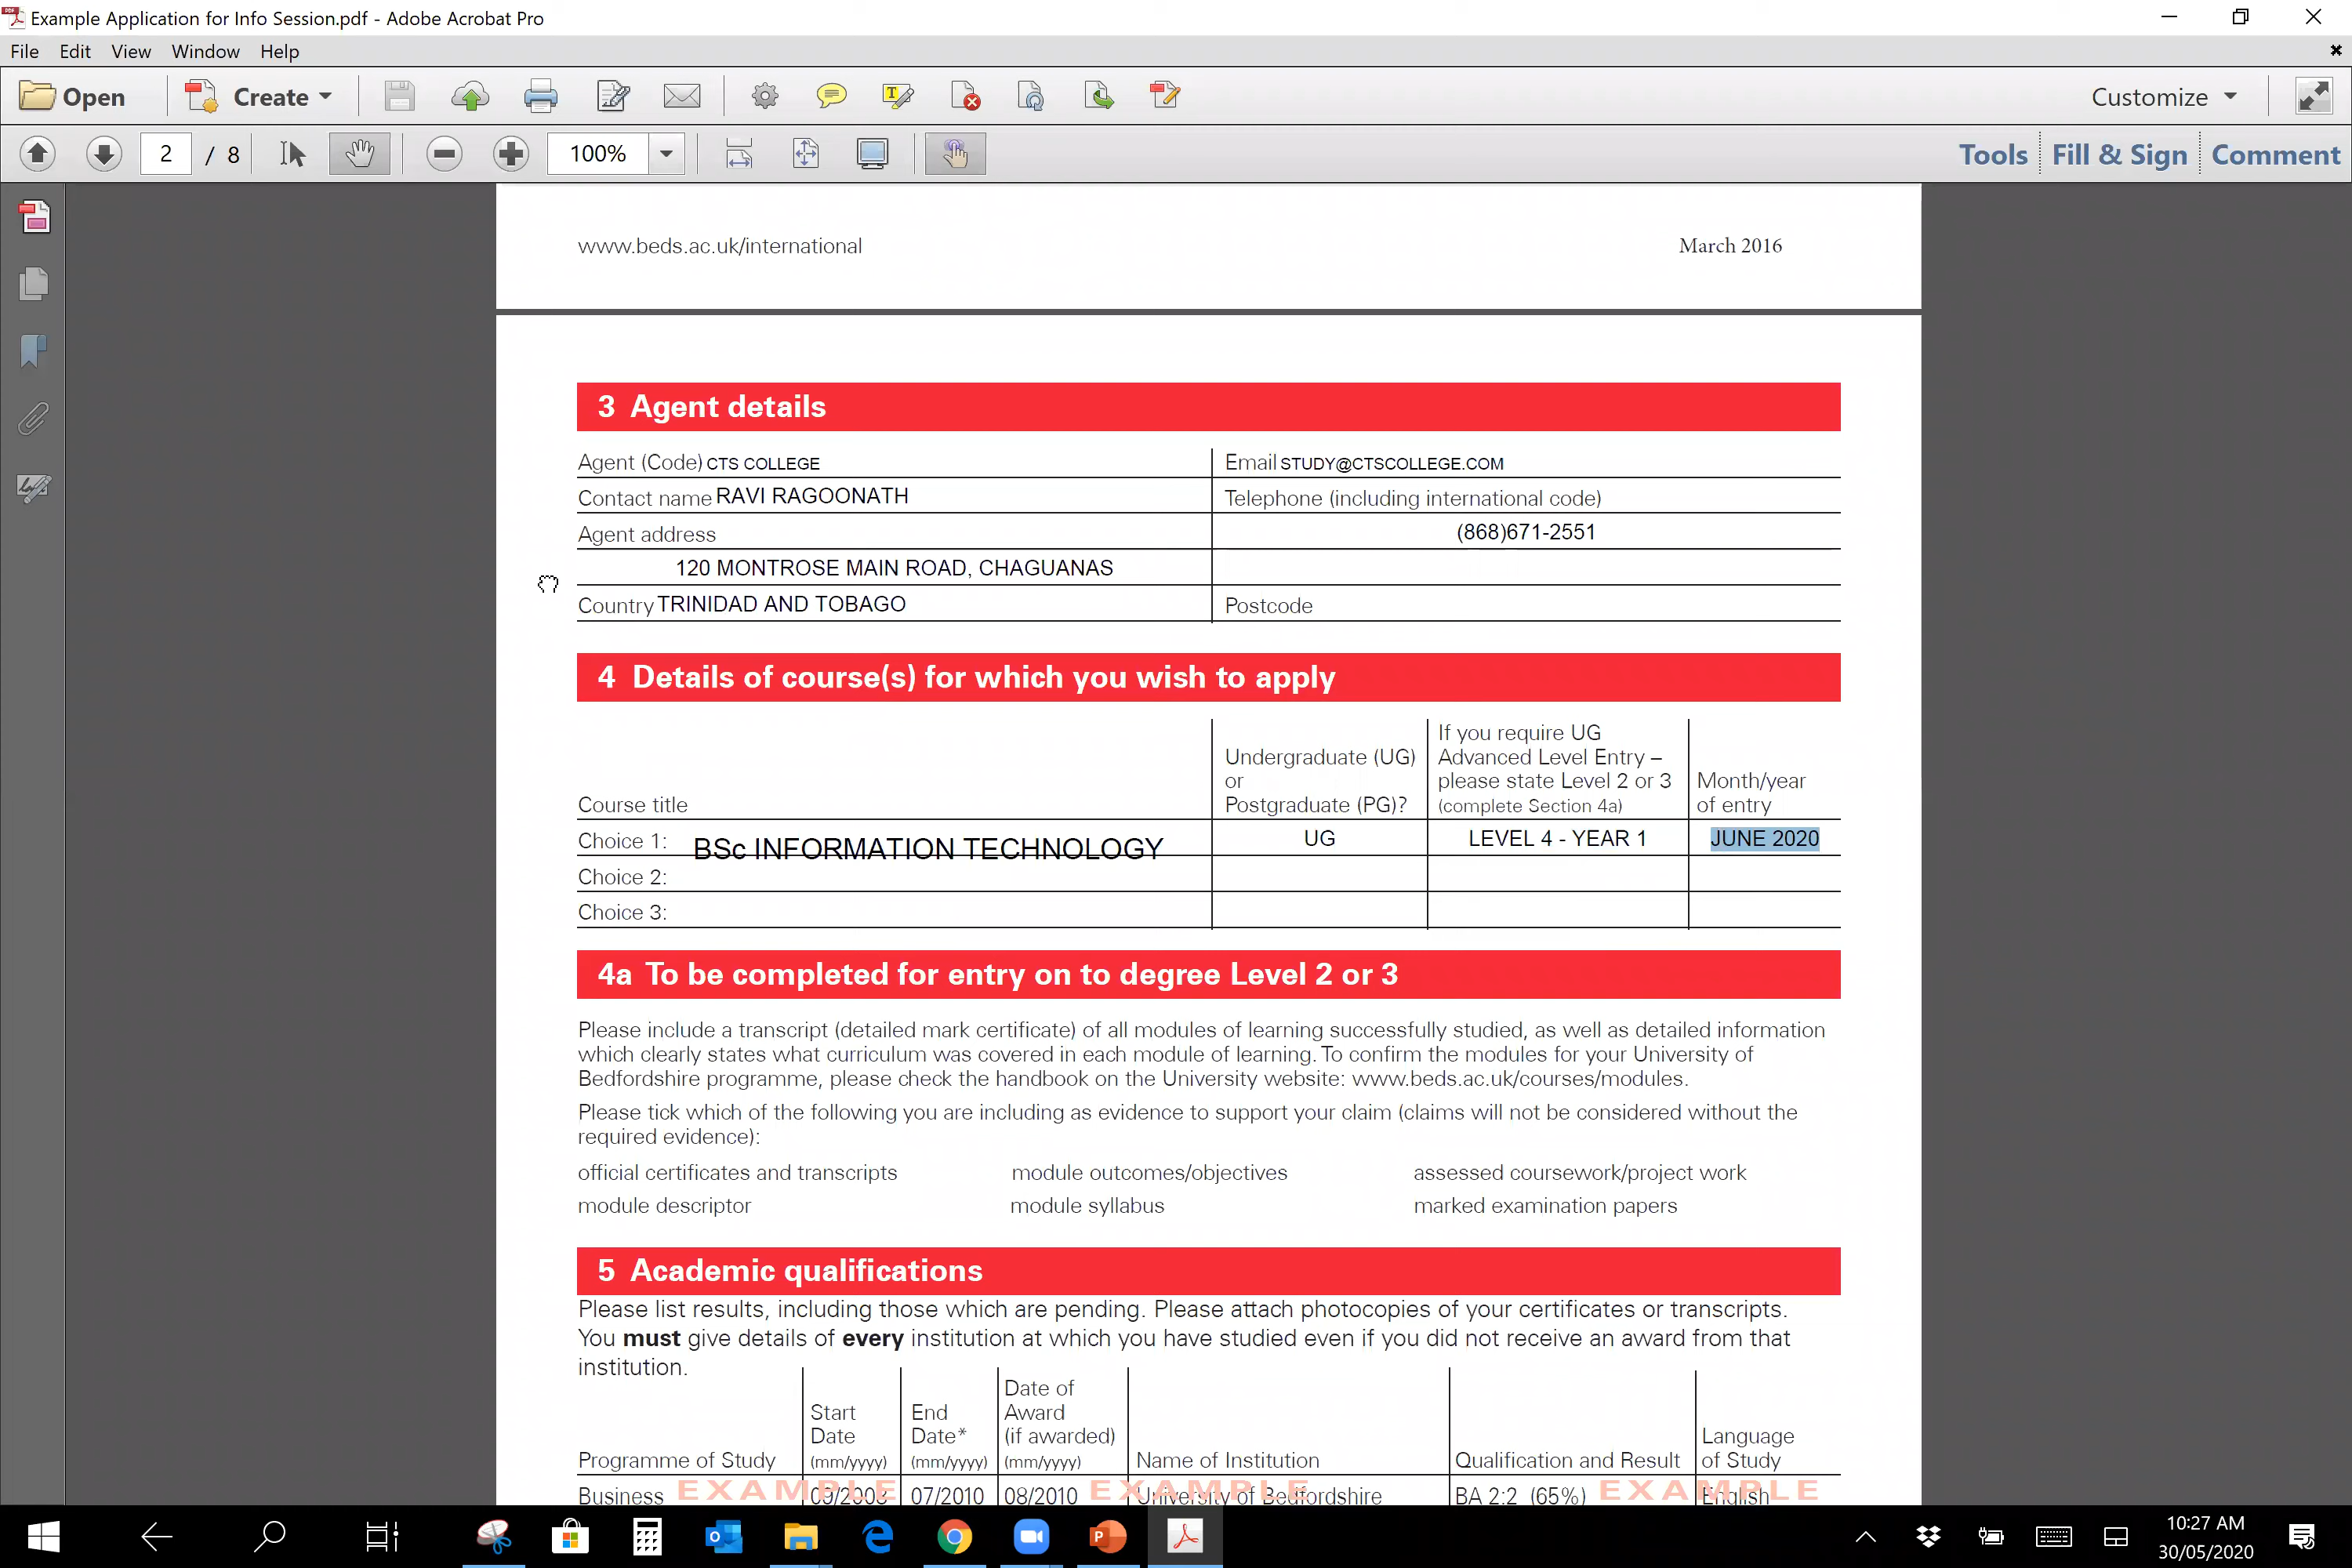 Example Application for Info Session.pdf - Adobe Acrobat Pro
File Edit View Window Help
Open Create Customize
2 / 8 100% Tools Fill & Sign Comment
www.beds.ac.uk/international March 2016
3 Agent details
Agent (Code) CTS COLLEGE Email STUDY@CTSCOLLEGE.COM
Contact name RAVI RAGOONATH Telephone (including international code)
Agent address (868)671-2551
120 MONTROSE MAIN ROAD, CHAGUANAS
Country TRINIDAD AND TOBAGO Postcode
4 Details of course(s) for which you wish to apply
Course title
Undergraduate (UG)
or
Postgraduate (PG)?
If you require UG
Advanced Level Entry –
please state Level 2 or 3
(complete Section 4a)
Month/year
of entry
Choice 1: BSc INFORMATION TECHNOLOGY UG LEVEL 4 - YEAR 1 JUNE 2020
Choice 2:
Choice 3:
4a To be completed for entry on to degree Level 2 or 3
Please include a transcript (detailed mark certificate) of all modules of learning successfully studied, as well as detailed information
which clearly states what curriculum was covered in each module of learning. To confirm the modules for your University of
Bedfordshire programme, please check the handbook on the University website: www.beds.ac.uk/courses/modules.
Please tick which of the following you are including as evidence to support your claim (claims will not be considered without the
required evidence):
official certificates and transcripts module outcomes/objectives assessed coursework/project work
module descriptor module syllabus marked examination papers
5 Academic qualifications
Please list results, including those which are pending. Please attach photocopies of your certificates or transcripts.
You must give details of every institution at which you have studied even if you did not receive an award from that
institution.
Programme of Study
Start
Date
(mm/yyyy)
End
Date*
(mm/yyyy)
Date of
Award
(if awarded)
(mm/yyyy)
Name of Institution
Qualification and Result
Language
of Study
EXAMPLE EXAMPLE EXAMPLE
Business 09/2003 07/2010 08/2010 University of Bedfordshire BA 2:2 (65%) English
10:27 AM
30/05/2020